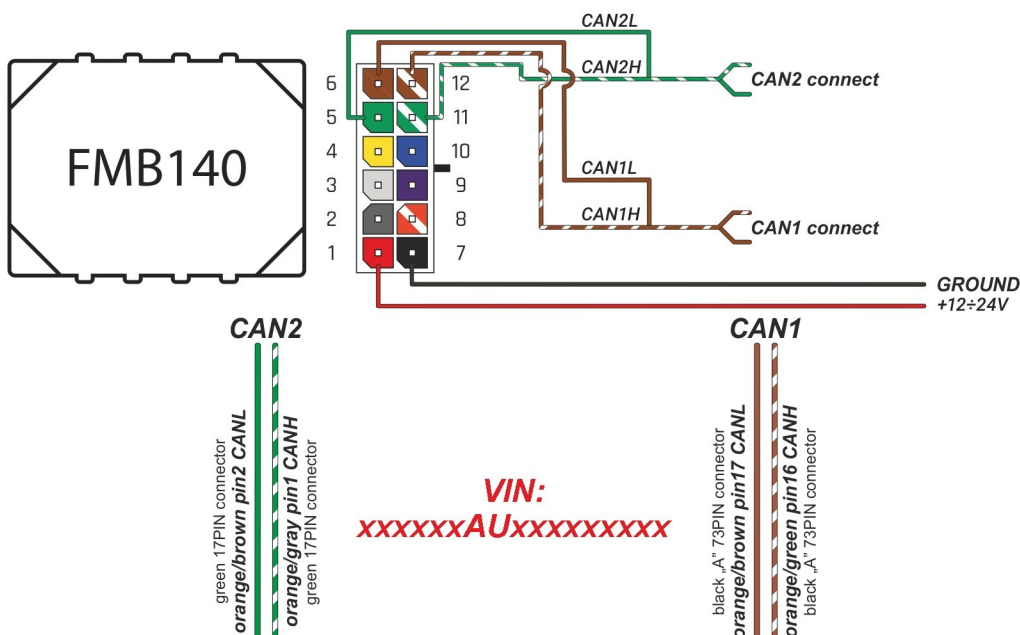 CAN2L
6
12
CAN2H
CAN2 connect
5
11
FMB140
4
10
CAN1L
3
9
CAN1H
CAN1 connect
2
8
1
7
GROUND
+12÷24V
CAN2
CAN1
green 17PIN connector
orange/brown pin2 CANL
orange/gray pin1 CANH
green 17PIN connector
VIN:
xxxxxxAUxxxxxxxxx
black „A" 73PIN connector
orange/brown pin17 CANL
orange/green pin16 CANH
black „A" 73PIN connector